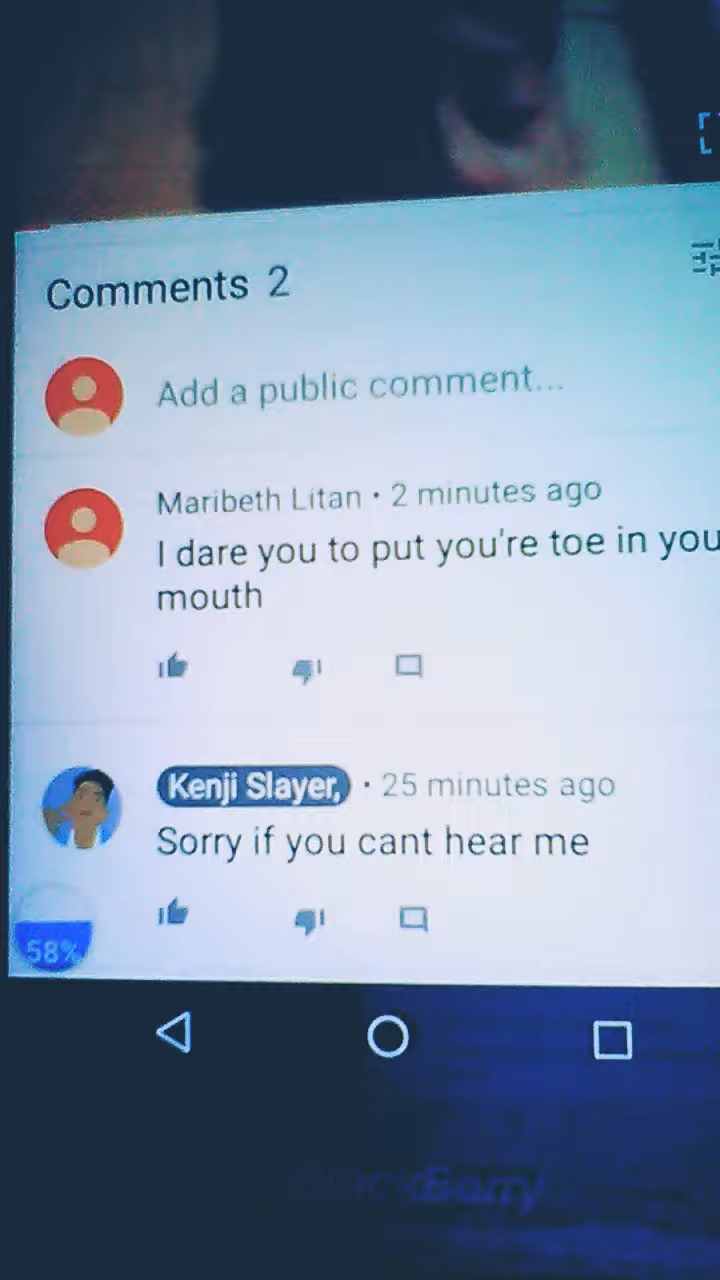 Comments 2
Add a public comment...
Maribeth Litan • 2 minutes ago
I dare you to put you're toe in you
mouth
Kenji Slayer, • 25 minutes ago
Sorry if you cant hear me
58%